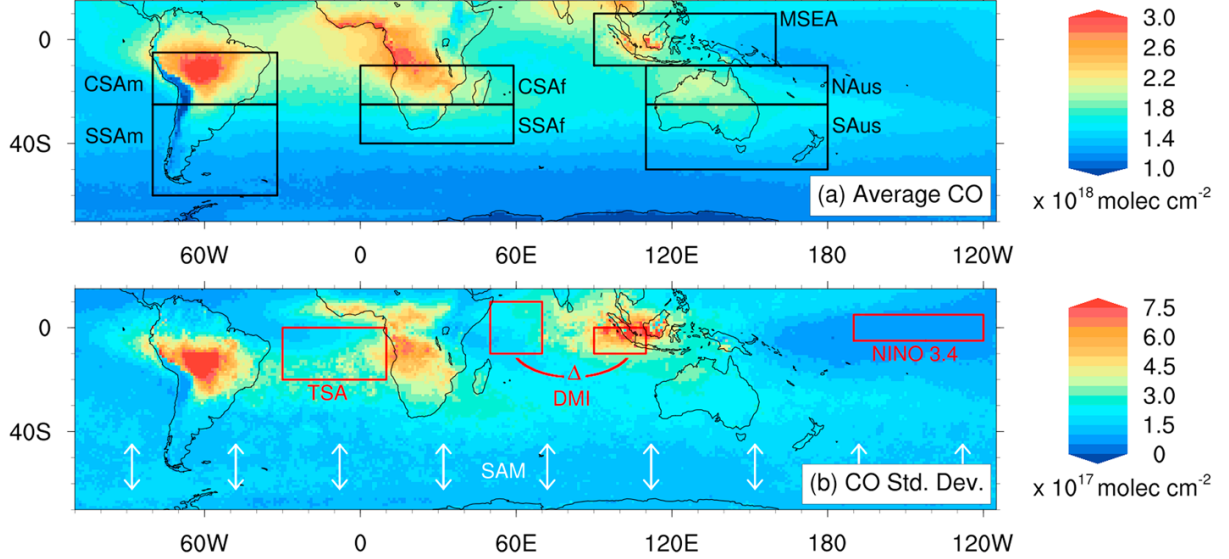 0
40S
MSEA
CSAm
CSAf
NAus
SSAm
SSAf
SAus
(a) Average CO
60W 0 60E 120E 180 120W
3.0
2.6
2.2
1.8
1.4
1.0
x 10¹⁸ molec cm⁻²
0
40S
TSA
Δ
DMI
NINO 3.4
SAM
(b) CO Std. Dev.
60W 0 60E 120E 180 120W
7.5
6.0
4.5
3.0
1.5
0
x 10¹⁷ molec cm⁻²